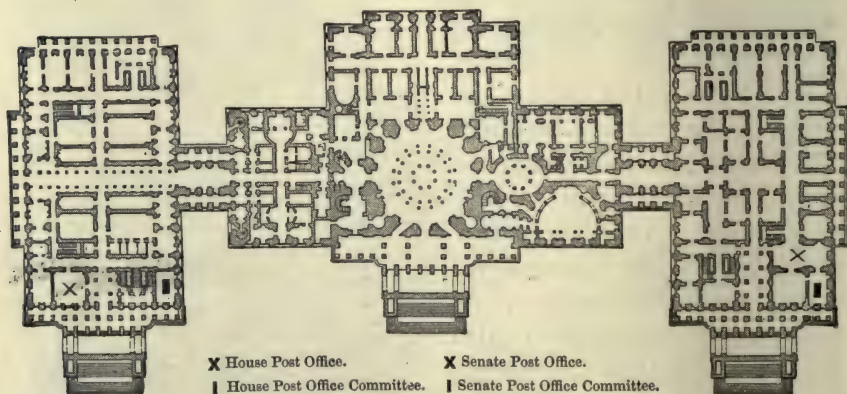 X House Post Office. X Senate Post Office.
House Post Office Committee. Senate Post Office Committee.